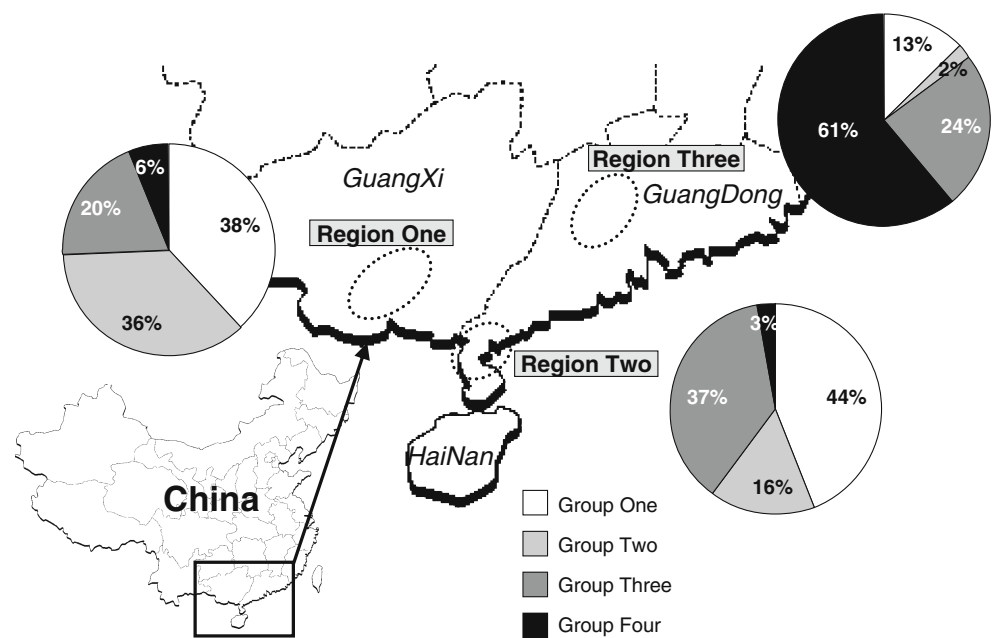 13%
2%
24%
61%
Region Three
GuangXi
GuangDong
6%
20%
38%
36%
Region One
Region Two
3%
37%
44%
16%
HaiNan
China
Group One
Group Two
Group Three
Group Four